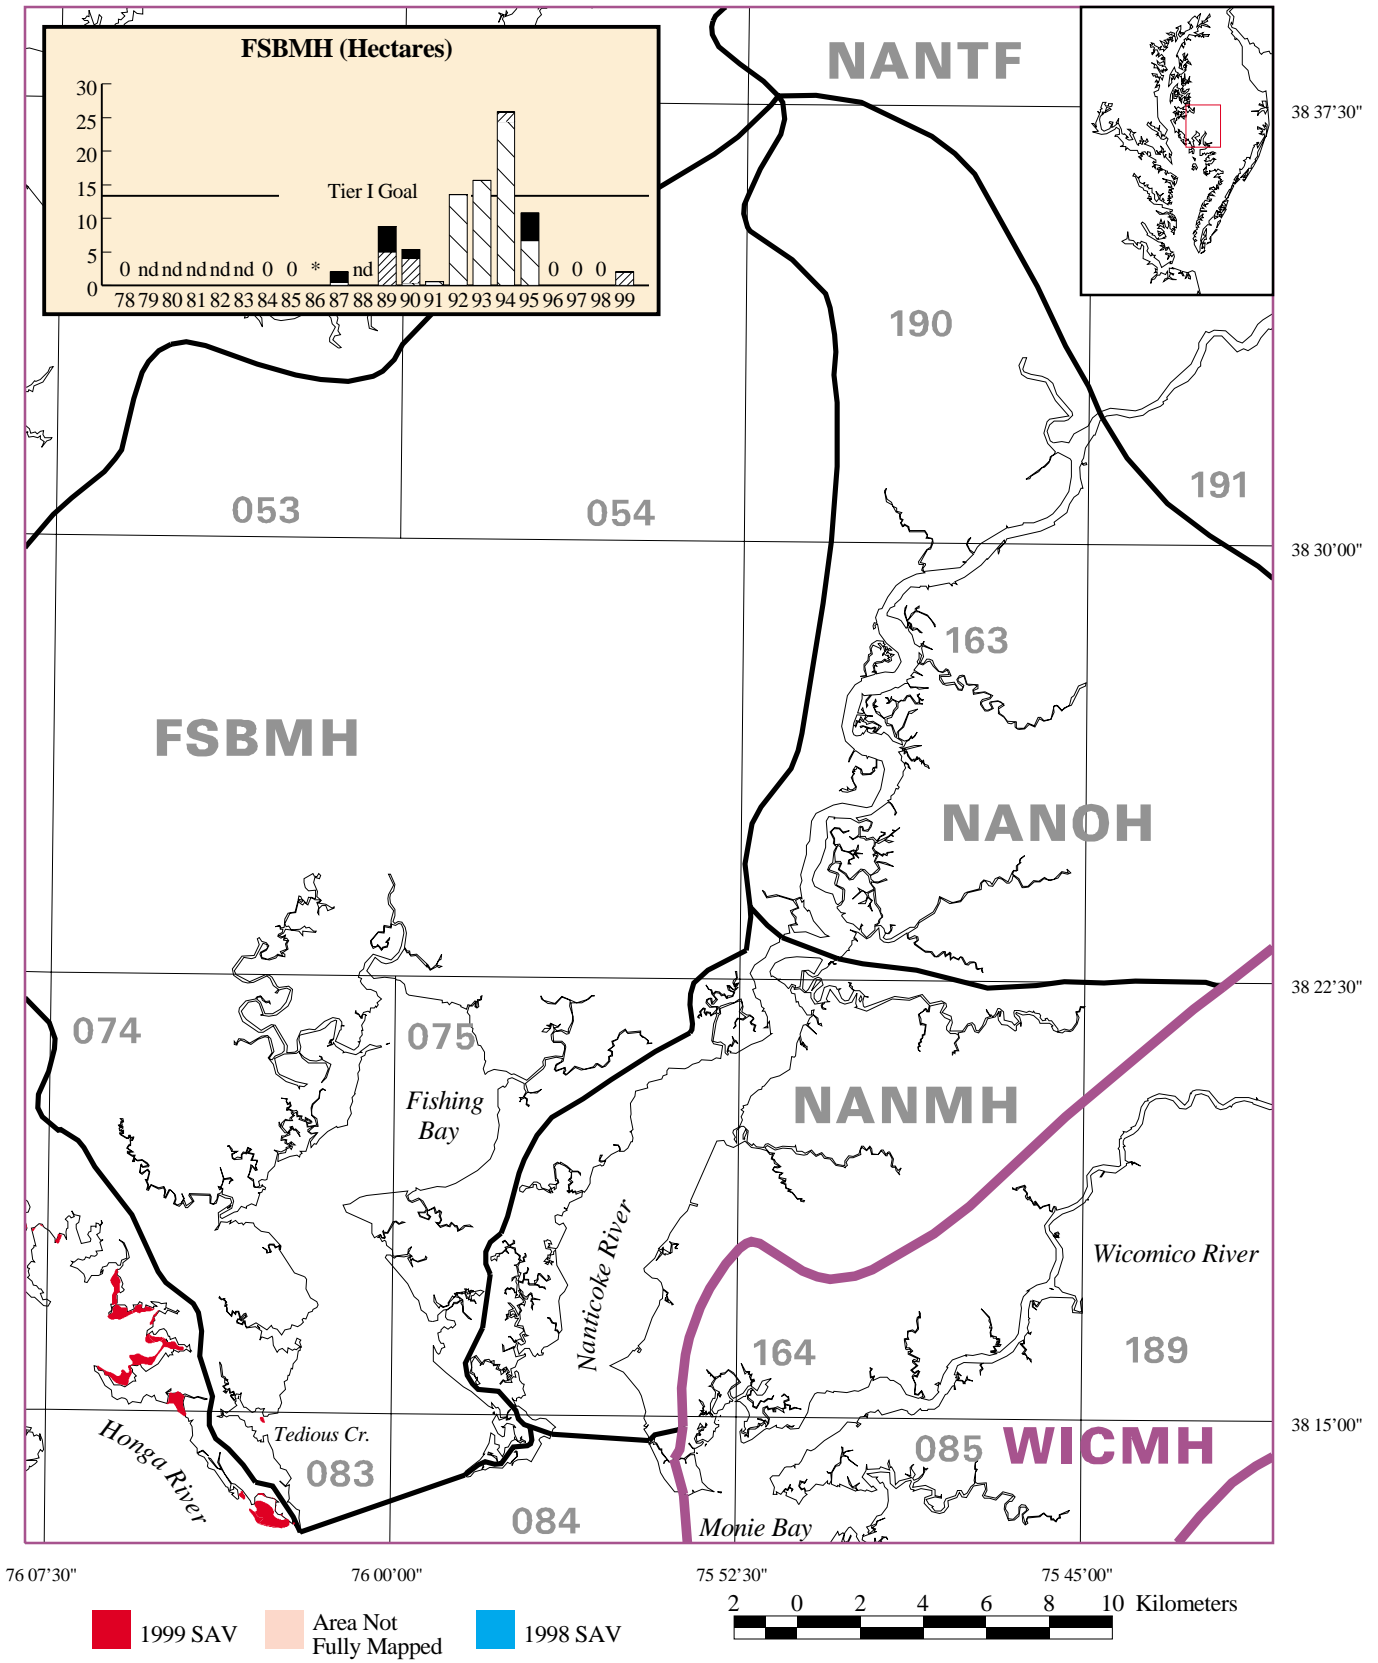 FSBMH (Hectares)
30
25
20
15
10
5
0
Tier I Goal
0 nd nd nd nd nd 0 0 * nd 0 0 0
78 79 80 81 82 83 84 85 86 87 88 89 90 91 92 93 94 95 96 97 98 99
NANTF
38 37'30"
190
191
053
054
38 30'00"
163
FSBMH
NANOH
38 22'30"
074
075
Fishing
Bay
NANMH
Nanticoke River
Wicomico River
164
189
Honga River
Tedious Cr.
38 15'00"
083
085
WICMH
084
Monie Bay
76 07'30"
76 00'00"
75 52'30"
75 45'00"
1999 SAV
Area Not
Fully Mapped
1998 SAV
2 0 2 4 6 8 10 Kilometers